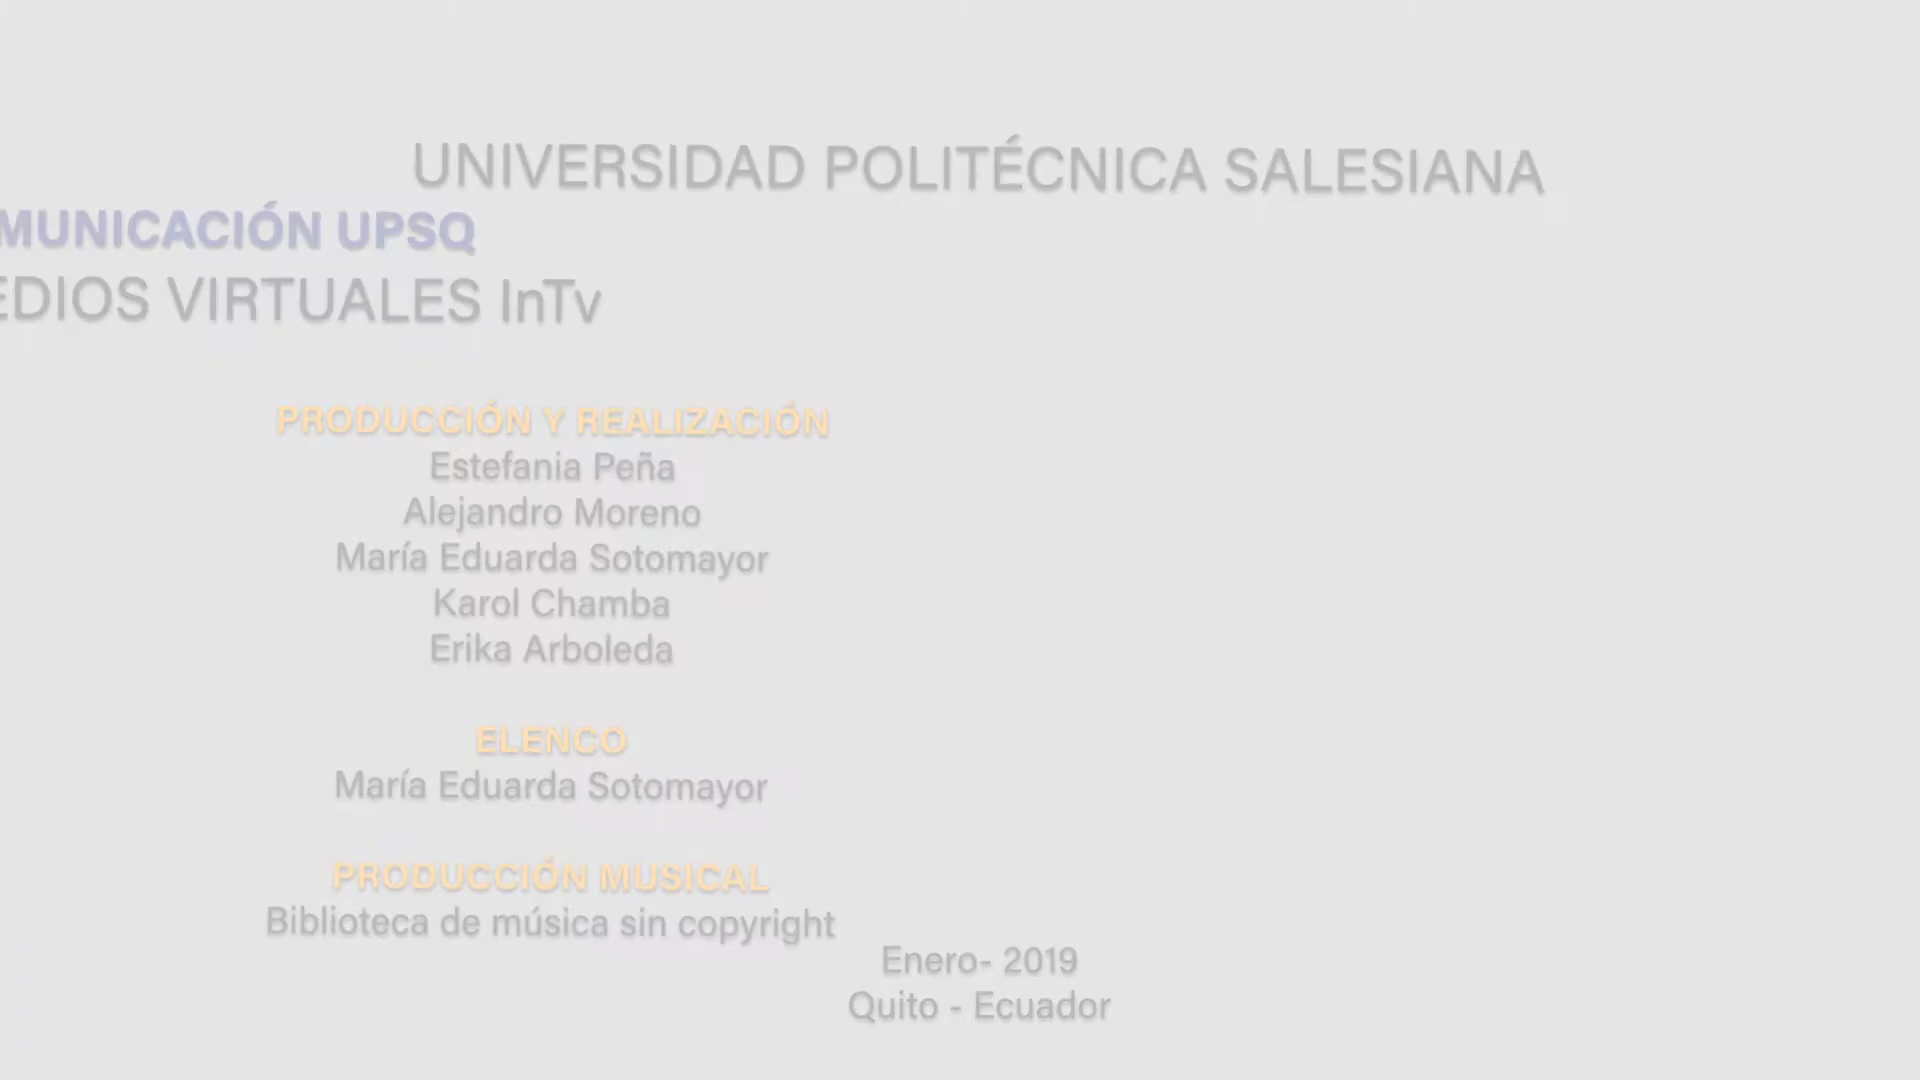 UNIVERSIDAD POLITÉCNICA SALESIANA
MUNICACIÓN UPSQ
EDIOS VIRTUALES InTv
PRODUCCIÓN Y REALIZACIÓN
Estefania Peña
Alejandro Moreno
María Eduarda Sotomayor
Karol Chamba
Erika Arboleda
ELENCO
María Eduarda Sotomayor
PRODUCCIÓN MUSICAL
Biblioteca de música sin copyright
Enero- 2019
Quito - Ecuador